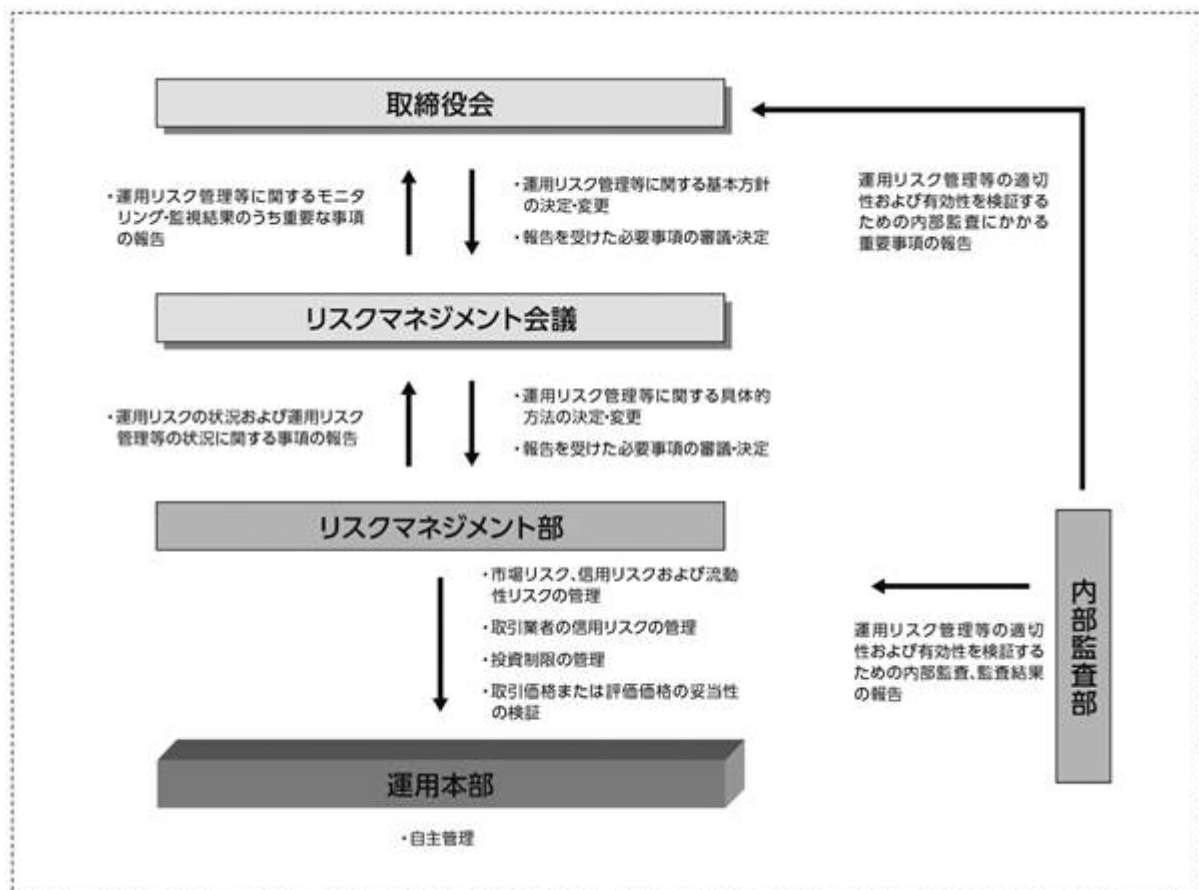 取締役会
・運用リスク管理等に関するモニタ
リング・監視結果のうち重要な事項
の報告
・運用リスク管理等に関する基本方針
の決定・変更
・報告を受けた必要事項の審議・決定
運用リスク管理等の適切
性および有効性を検証する
ための内部監査にかかる
重要事項の報告
リスクマネジメント会議
・運用リスクの状況および運用リスク
管理等の状況に関する事項の報告
・運用リスク管理等に関する具体的
方法の決定・変更
・報告を受けた必要事項の審議・決定
リスクマネジメント部
・市場リスク、信用リスクおよび流動
性リスクの管理
・取引業者の信用リスクの管理
・投資制限の管理
・取引価格または評価価格の妥当性
の検証
運用リスク管理等の適切
性および有効性を検証する
ための内部監査、監査結果
の報告
内部監査部
運用本部
・自主管理